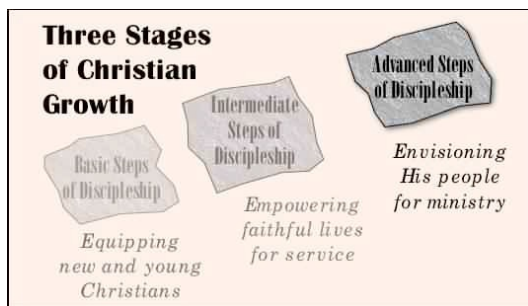 Three Stages
of Christian
Growth
Basic Steps
of Discipleship
Equipping
new and young
Christians
Intermediate
Steps of
Discipleship
Empowering
faithful lives
for service
Advanced Steps
of Discipleship
Envisioning
His people
for ministry